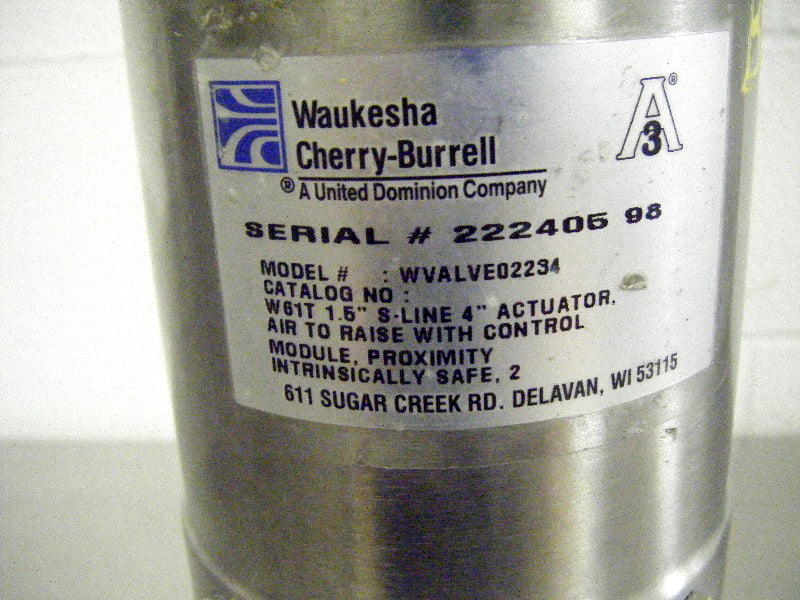 Waukesha
Cherry-Burrell
® A United Dominion Company
A®
3
SERIAL # 222405 98
MODEL # : WVALVE02234
CATALOG NO :
W61T 1.5" S-LINE 4" ACTUATOR,
AIR TO RAISE WITH CONTROL
MODULE, PROXIMITY
INTRINSICALLY SAFE, 2
611 SUGAR CREEK RD. DELAVAN, WI 53115